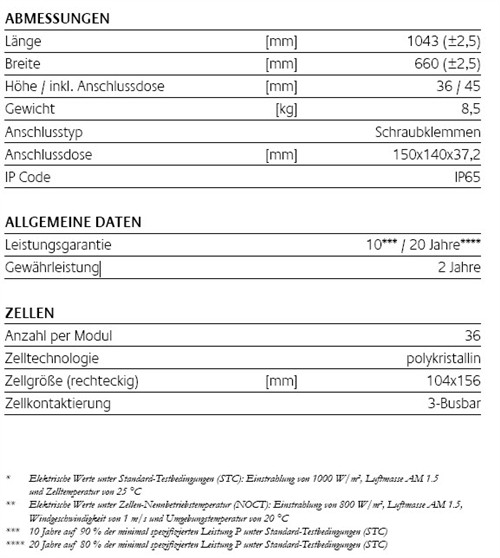 ABMESSUNGEN
Länge [mm] 1043 (±2,5)
Breite [mm] 660 (±2,5)
Höhe / inkl. Anschlussdose [mm] 36 / 45
Gewicht [kg] 8,5
Anschlusstyp Schraubklemmen
Anschlussdose [mm] 150x140x37,2
IP Code IP65
ALLGEMEINE DATEN
Leistungsgarantie 10*** / 20 Jahre****
Gewährleistung 2 Jahre
ZELLEN
Anzahl per Modul 36
Zelltechnologie polykristallin
Zellgröße (rechteckig) [mm] 104x156
Zellkontaktierung 3-Busbar
* Elektrische Werte unter Standard-Testbedingungen (STC): Einstrahlung von 1000 W/m², Luftmasse AM 1.5
und Zelltemperatur von 25 °C
** Elektrische Werte unter Zellen-Nennbetriebstemperatur (NOCT): Einstrahlung von 800 W/m², Luftmasse AM 1.5,
Windgeschwindigkeit von 1 m/s und Umgebungstemperatur von 20 °C
*** 10 Jahre auf 90 % der minimal spezifizierten Leistung P unter Standard-Testbedingungen (STC)
**** 20 Jahre auf 80 % der minimal spezifizierten Leistung P unter Standard-Testbedingungen (STC)